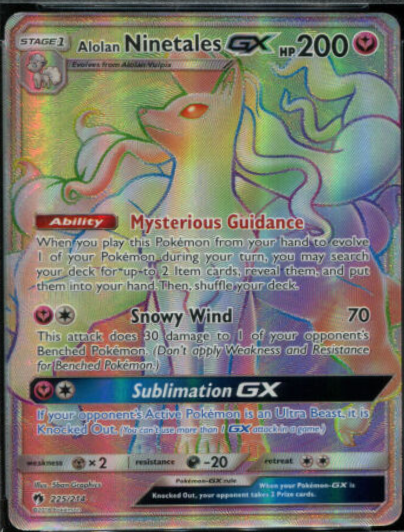 STAGE 1 Alolan Ninetales GX HP 200
Evolves from Alolan Vulpix
Ability Mysterious Guidance
When you play this Pokémon from your hand to evolve
1 of your Pokémon during your turn, you may search
your deck for up to 2 Item cards, reveal them, and put
them into your hand. Then, shuffle your deck.
Snowy Wind 70
This attack does 30 damage to 1 of your opponent's
Benched Pokémon. (Don't apply Weakness and Resistance
for Benched Pokémon.)
Sublimation GX
If your opponent's Active Pokémon is an Ultra Beast, it is
Knocked Out. (You can't use more than 1 GX attack in a game.)
weakness × 2 resistance -20 retreat
Illus. 5ban Graphics
Pokémon-GX rule
When your Pokémon-GX is
Knocked Out, your opponent takes 2 Prize cards.
225/214